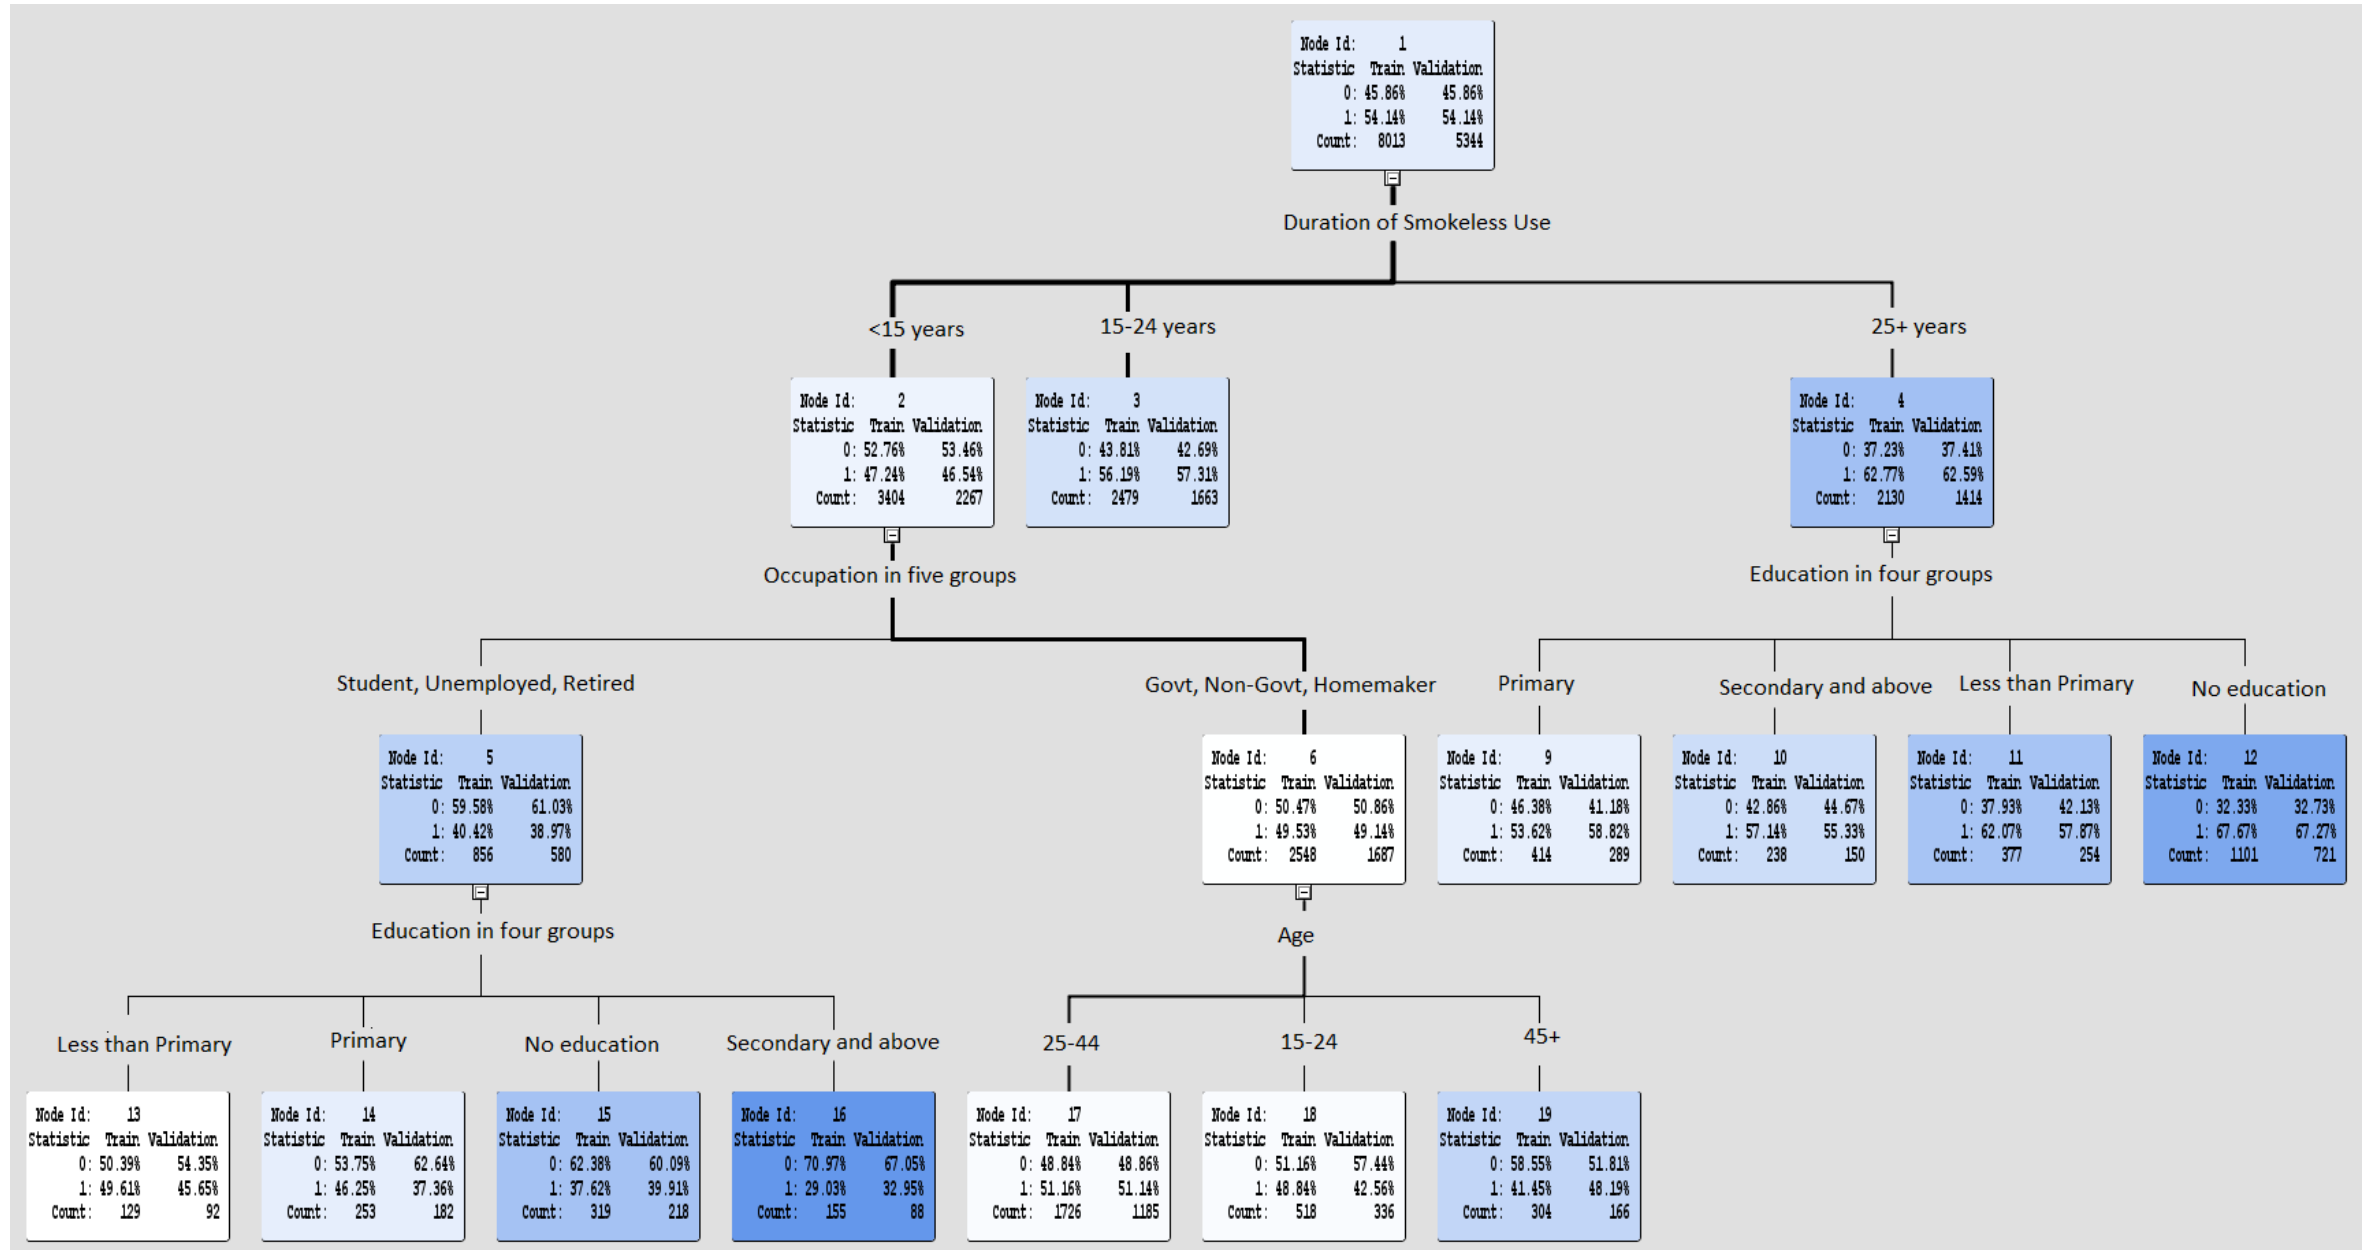 Node Id: 1
Statistic Train Validation
0: 45.86% 45.86%
1: 54.14% 54.14%
Count: 8013 5344
Duration of Smokeless Use
<15 years
15-24 years
25+ years
Node Id: 2
Statistic Train Validation
0: 52.76% 53.46%
1: 47.24% 46.54%
Count: 3404 2267
Node Id: 3
Statistic Train Validation
0: 43.81% 42.69%
1: 56.19% 57.31%
Count: 2479 1663
Node Id: 4
Statistic Train Validation
0: 37.23% 37.41%
1: 62.77% 62.59%
Count: 2130 1414
Occupation in five groups
Education in four groups
Student, Unemployed, Retired
Govt, Non-Govt, Homemaker
Primary
Secondary and above
Less than Primary
No education
Node Id: 5
Statistic Train Validation
0: 59.58% 61.03%
1: 40.42% 38.97%
Count: 856 580
Node Id: 6
Statistic Train Validation
0: 50.47% 50.86%
1: 49.53% 49.14%
Count: 2548 1687
Node Id: 9
Statistic Train Validation
0: 46.38% 41.18%
1: 53.62% 58.82%
Count: 414 289
Node Id: 10
Statistic Train Validation
0: 42.86% 44.67%
1: 57.14% 55.33%
Count: 238 150
Node Id: 11
Statistic Train Validation
0: 37.93% 42.13%
1: 62.07% 57.87%
Count: 377 254
Node Id: 12
Statistic Train Validation
0: 32.33% 32.73%
1: 67.67% 67.27%
Count: 1101 721
Education in four groups
Age
Less than Primary
Primary
No education
Secondary and above
25-44
15-24
45+
Node Id: 13
Statistic Train Validation
0: 50.39% 54.35%
1: 49.61% 45.65%
Count: 129 92
Node Id: 14
Statistic Train Validation
0: 53.75% 62.64%
1: 46.25% 37.36%
Count: 253 182
Node Id: 15
Statistic Train Validation
0: 62.38% 60.09%
1: 37.62% 39.91%
Count: 319 218
Node Id: 16
Statistic Train Validation
0: 70.97% 67.05%
1: 29.03% 32.95%
Count: 155 88
Node Id: 17
Statistic Train Validation
0: 48.84% 48.86%
1: 51.16% 51.14%
Count: 1726 1185
Node Id: 18
Statistic Train Validation
0: 51.16% 57.44%
1: 48.84% 42.56%
Count: 518 336
Node Id: 19
Statistic Train Validation
0: 58.55% 51.81%
1: 41.45% 48.19%
Count: 304 166